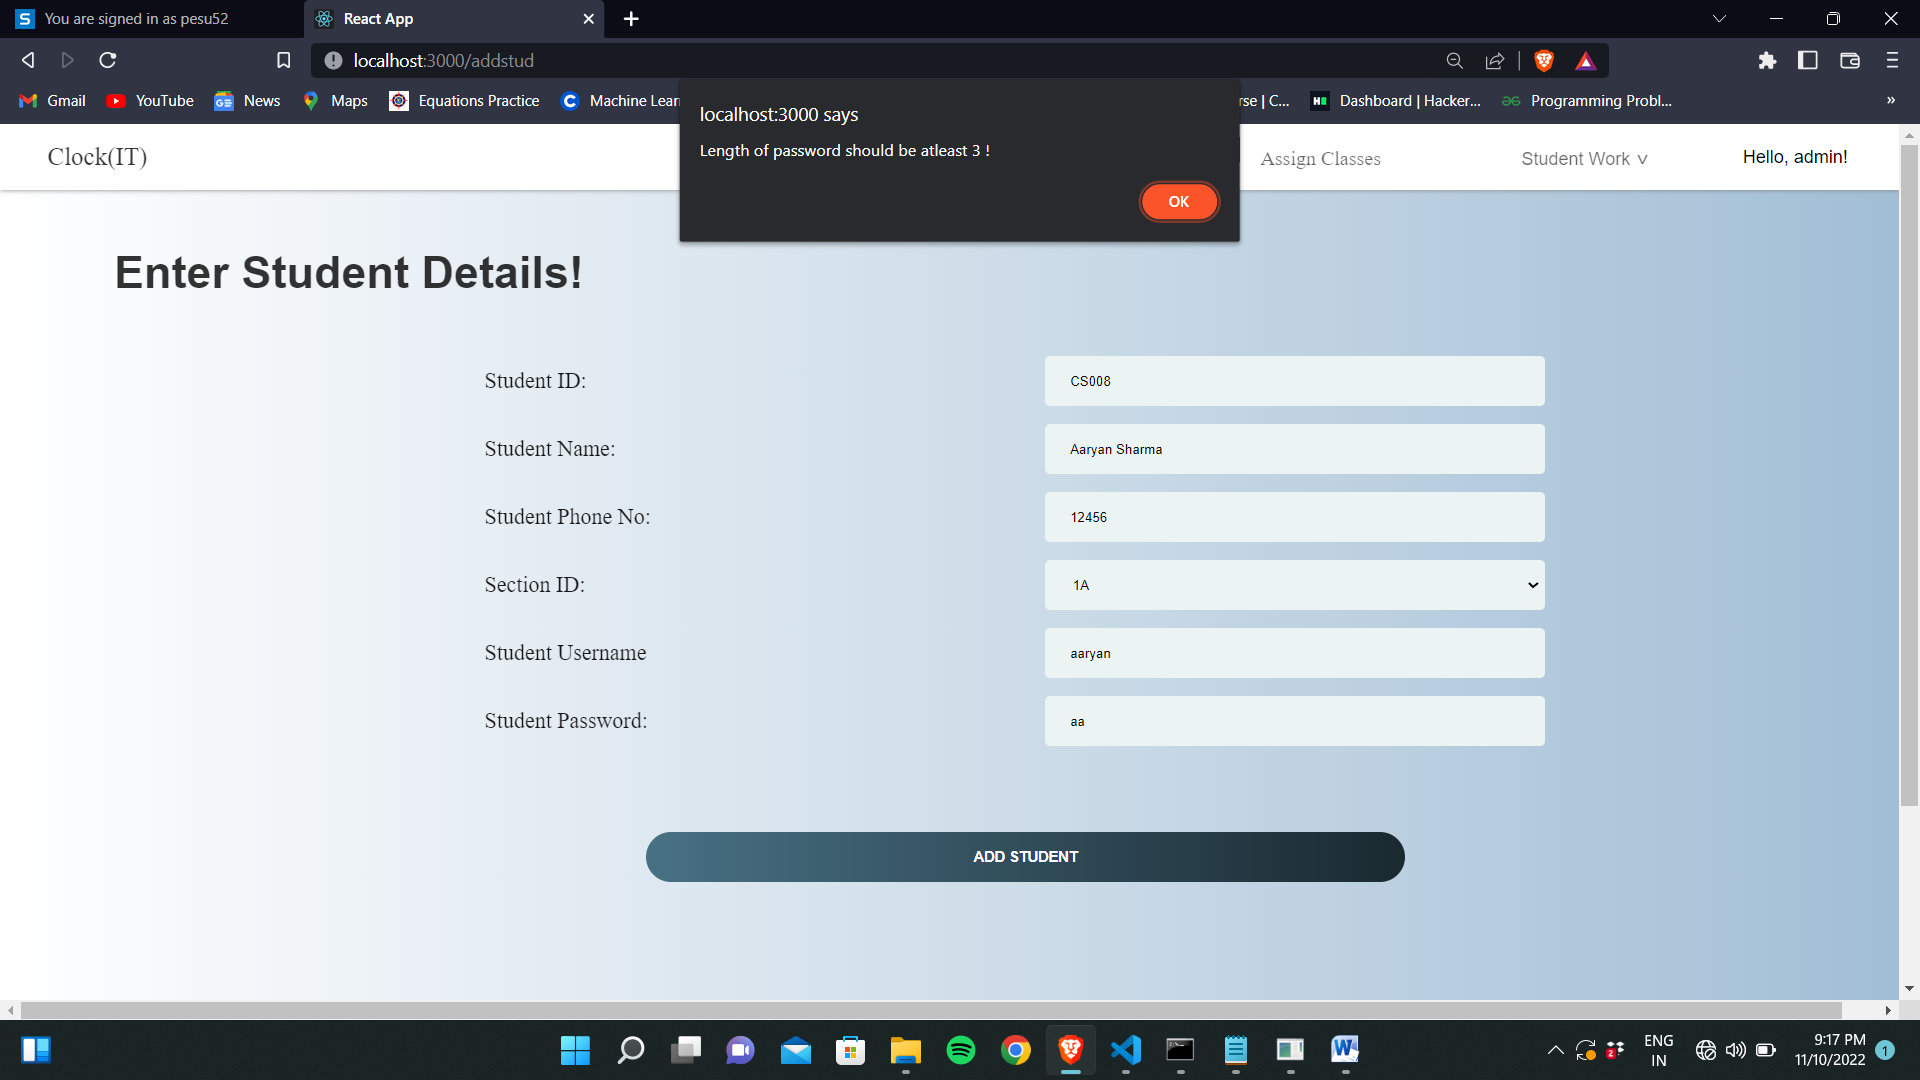 You are signed in as pesu52
React App
localhost:3000/addstud
Gmail
YouTube
News
Maps
Equations Practice
Machine Lear
rse | C...
Dashboard | Hacker...
Programming Probl...
»
localhost:3000 says
Length of password should be atleast 3 !
OK
Clock(IT)
Assign Classes
Student Work v
Hello, admin!
Enter Student Details!
Student ID:
CS008
Student Name:
Aaryan Sharma
Student Phone No:
12456
Section ID:
1A
Student Username
aaryan
Student Password:
aa
ADD STUDENT
ENG
IN
9:17 PM
11/10/2022
1